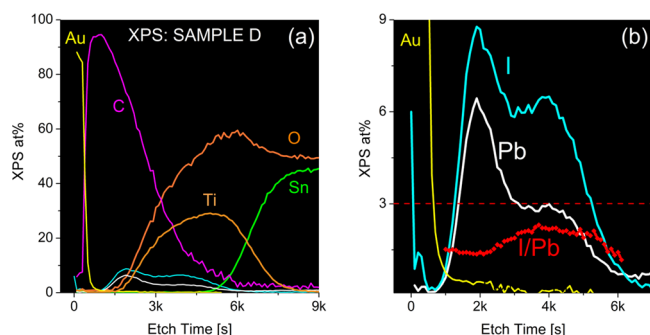 XPS: SAMPLE D
(a)
Au
C
O
Ti
Sn
XPS at%
100
80
60
40
20
0
0
3k
6k
9k
Etch Time [s]
(b)
Au
I
Pb
I/Pb
XPS at%
9
6
3
0
2k
4k
6k
Etch Time [s]